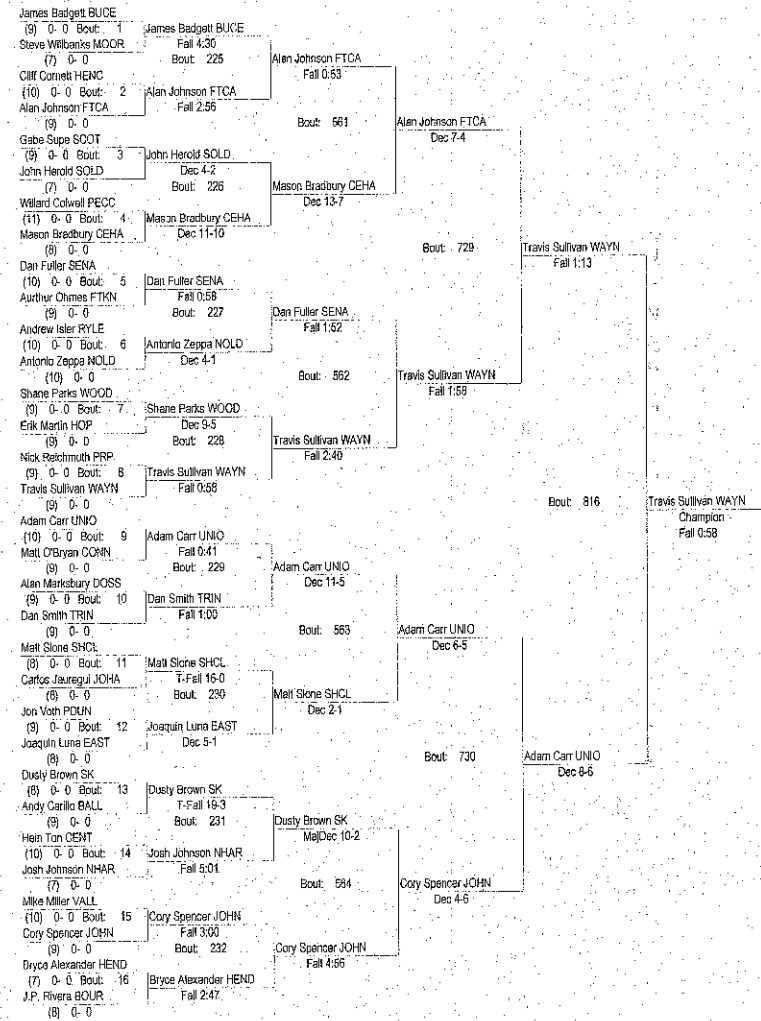 James Badgett BUCE
(9) 0-0 Bout: 1
James Badgett BUCE
Steve Willbanks MOOR
Fall 4:30
(7) 0-0
Bout: 225
Alan Johnson FTCA
Cliff Cornett HENC
Fall 0:53
(10) 0-0 Bout: 2
Alan Johnson FTCA
Alan Johnson FTCA
Fall 2:56
(9) 0-0
Bout: 561
Alan Johnson FTCA
Gabe Supe SCOT
Dec 7-4
(9) 0-0 Bout: 3
John Herold SOLD
John Herold SOLD
Dec 4-2
(7) 0-0
Bout: 226
Mason Bradbury CEHA
Willard Colwell PECC
Dec 13-7
(11) 0-0 Bout: 4
Mason Bradbury CEHA
Mason Bradbury CEHA
Dec 11-10
(8) 0-0
Bout: 729
Travis Sullivan WAYN
Dan Fuller SENA
Fall 1:13
(10) 0-0 Bout: 5
Dan Fuller SENA
Aurthur Ohmes FTKN
Fall 0:58
(9) 0-0
Bout: 227
Dan Fuller SENA
Andrew Isler RYLE
Fall 1:52
(10) 0-0 Bout: 6
Antonio Zeppa NOLD
Antonio Zeppa NOLD
Dec 4-1
(10) 0-0
Bout: 562
Travis Sullivan WAYN
Shane Parks WOOD
Fall 1:58
(9) 0-0 Bout: 7
Shane Parks WOOD
Erik Martin HOP
Dec 9-5
(9) 0-0
Bout: 228
Travis Sullivan WAYN
Nick Reichmuth PRP
Fall 2:40
(9) 0-0 Bout: 8
Travis Sullivan WAYN
Travis Sullivan WAYN
Fall 0:58
(9) 0-0
Bout: 816
Travis Sullivan WAYN
Champion
Fall 0:58
Adam Carr UNIO
(10) 0-0 Bout: 9
Adam Carr UNIO
Matt O'Bryan CONN
Fall 0:41
(9) 0-0
Bout: 229
Adam Carr UNIO
Alan Marksbury DOSS
Dec 11-5
(9) 0-0 Bout: 10
Dan Smith TRIN
Dan Smith TRIN
Fall 1:00
(9) 0-0
Bout: 563
Adam Carr UNIO
Matt Slone SHCL
Dec 6-5
(8) 0-0 Bout: 11
Matt Slone SHCL
Carlos Jauregui JOHA
T-Fall 16-0
(8) 0-0
Bout: 230
Matt Slone SHCL
Jon Voth PDUN
Dec 2-1
(9) 0-0 Bout: 12
Joaquin Luna EAST
Joaquin Luna EAST
Dec 5-1
(8) 0-0
Bout: 730
Adam Carr UNIO
Dusty Brown SK
Dec 8-6
(8) 0-0 Bout: 13
Dusty Brown SK
Andy Carillo BALL
T-Fall 19-3
(9) 0-0
Bout: 231
Dusty Brown SK
Hein Ton CENT
MajDec 10-2
(10) 0-0 Bout: 14
Josh Johnson NHAR
Josh Johnson NHAR
Fall 5:01
(7) 0-0
Bout: 564
Cory Spencer JOHN
Mike Miller VALL
Dec 4-6
(10) 0-0 Bout: 15
Cory Spencer JOHN
Cory Spencer JOHN
Fall 3:00
(9) 0-0
Bout: 232
Cory Spencer JOHN
Bryce Alexander HEND
Fall 4:56
(7) 0-0 Bout: 16
Bryce Alexander HEND
J.P. Rivera BOUR
Fall 2:47
(8) 0-0